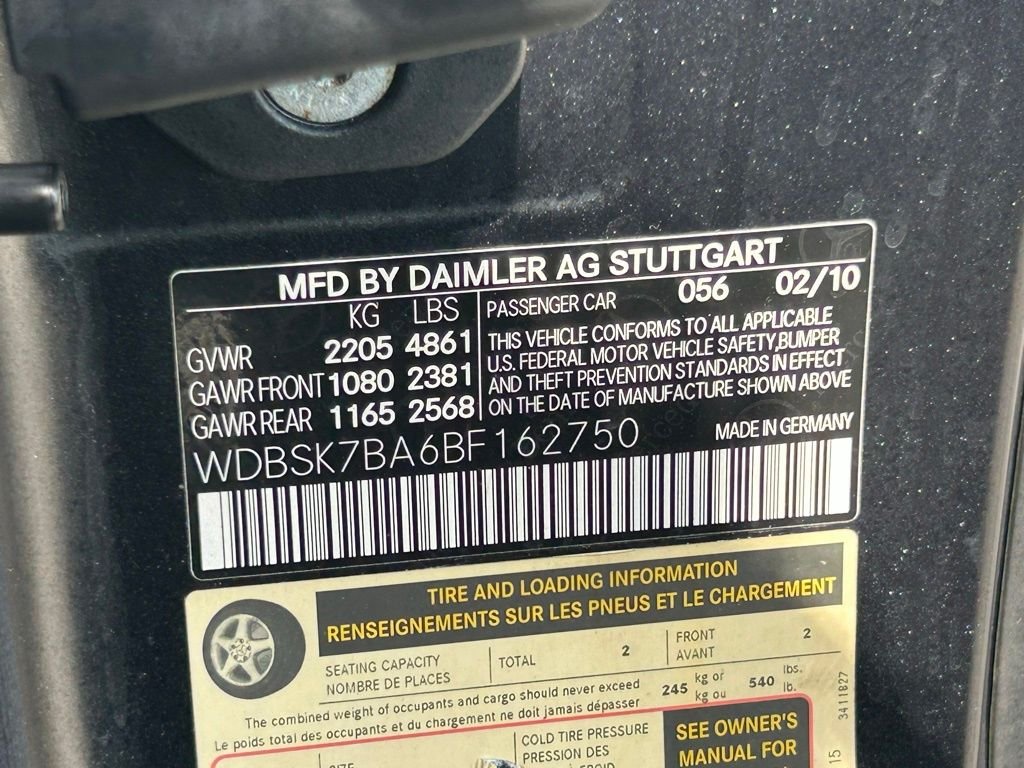 MFD BY DAIMLER AG STUTTGART
KG LBS
GVWR 2205 4861
GAWR FRONT 1080 2381
GAWR REAR 1165 2568
PASSENGER CAR 056 02/10
THIS VEHICLE CONFORMS TO ALL APPLICABLE
U.S. FEDERAL MOTOR VEHICLE SAFETY,BUMPER
AND THEFT PREVENTION STANDARDS IN EFFECT
ON THE DATE OF MANUFACTURE SHOWN ABOVE
WDBSK7BA6BF162750
MADE IN GERMANY
TIRE AND LOADING INFORMATION
RENSEIGNEMENTS SUR LES PNEUS ET LE CHARGEMENT
SEATING CAPACITY
NOMBRE DE PLACES
TOTAL 2
FRONT
AVANT
2
The combined weight of occupants and cargo should never exceed
Le poids total des occupants et du chargement ne doit jamais dépasser
245 kg or
kg ou
540 lbs.
lb.
COLD TIRE PRESSURE
PRESSION DES
SEE OWNER'S
MANUAL FOR
3411827
15